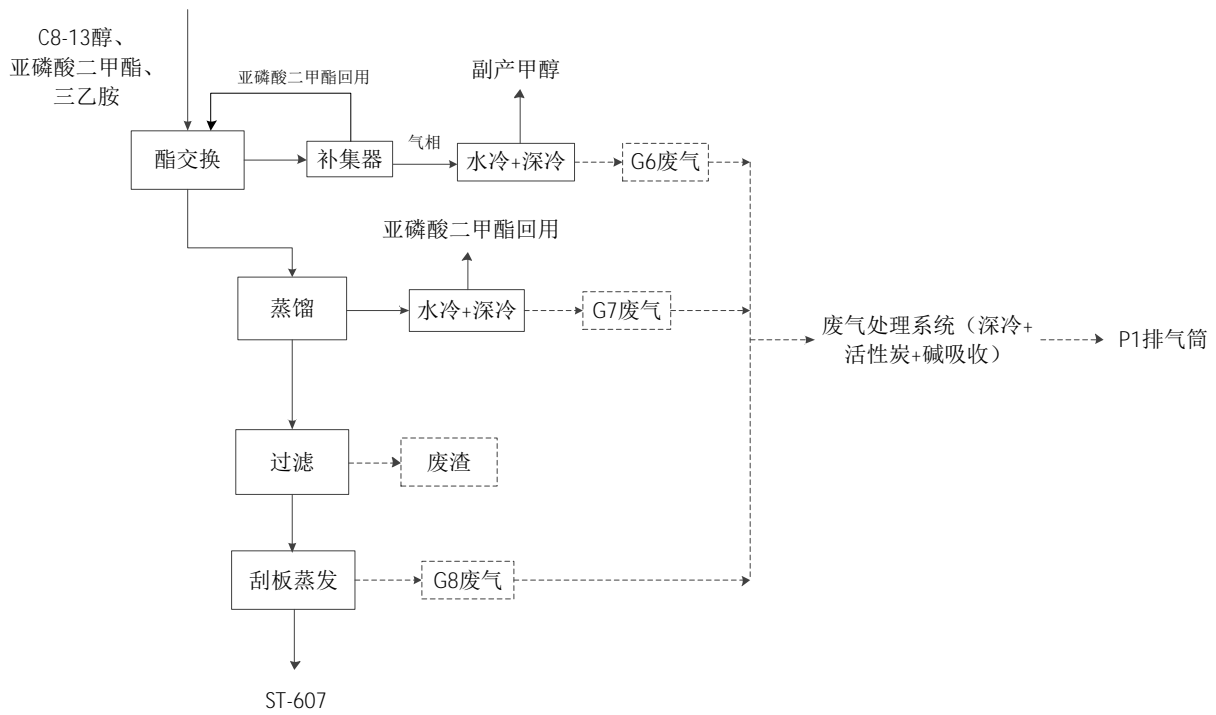 C8-13醇、
亚磷酸二甲酯、
三乙胺
亚磷酸二甲酯回用
副产甲醇
酯交换
补集器
气相
水冷+深冷
G6废气
亚磷酸二甲酯回用
蒸馏
水冷+深冷
G7废气
废气处理系统（深冷+
活性炭+碱吸收）
P1排气筒
过滤
废渣
刮板蒸发
G8废气
ST-607